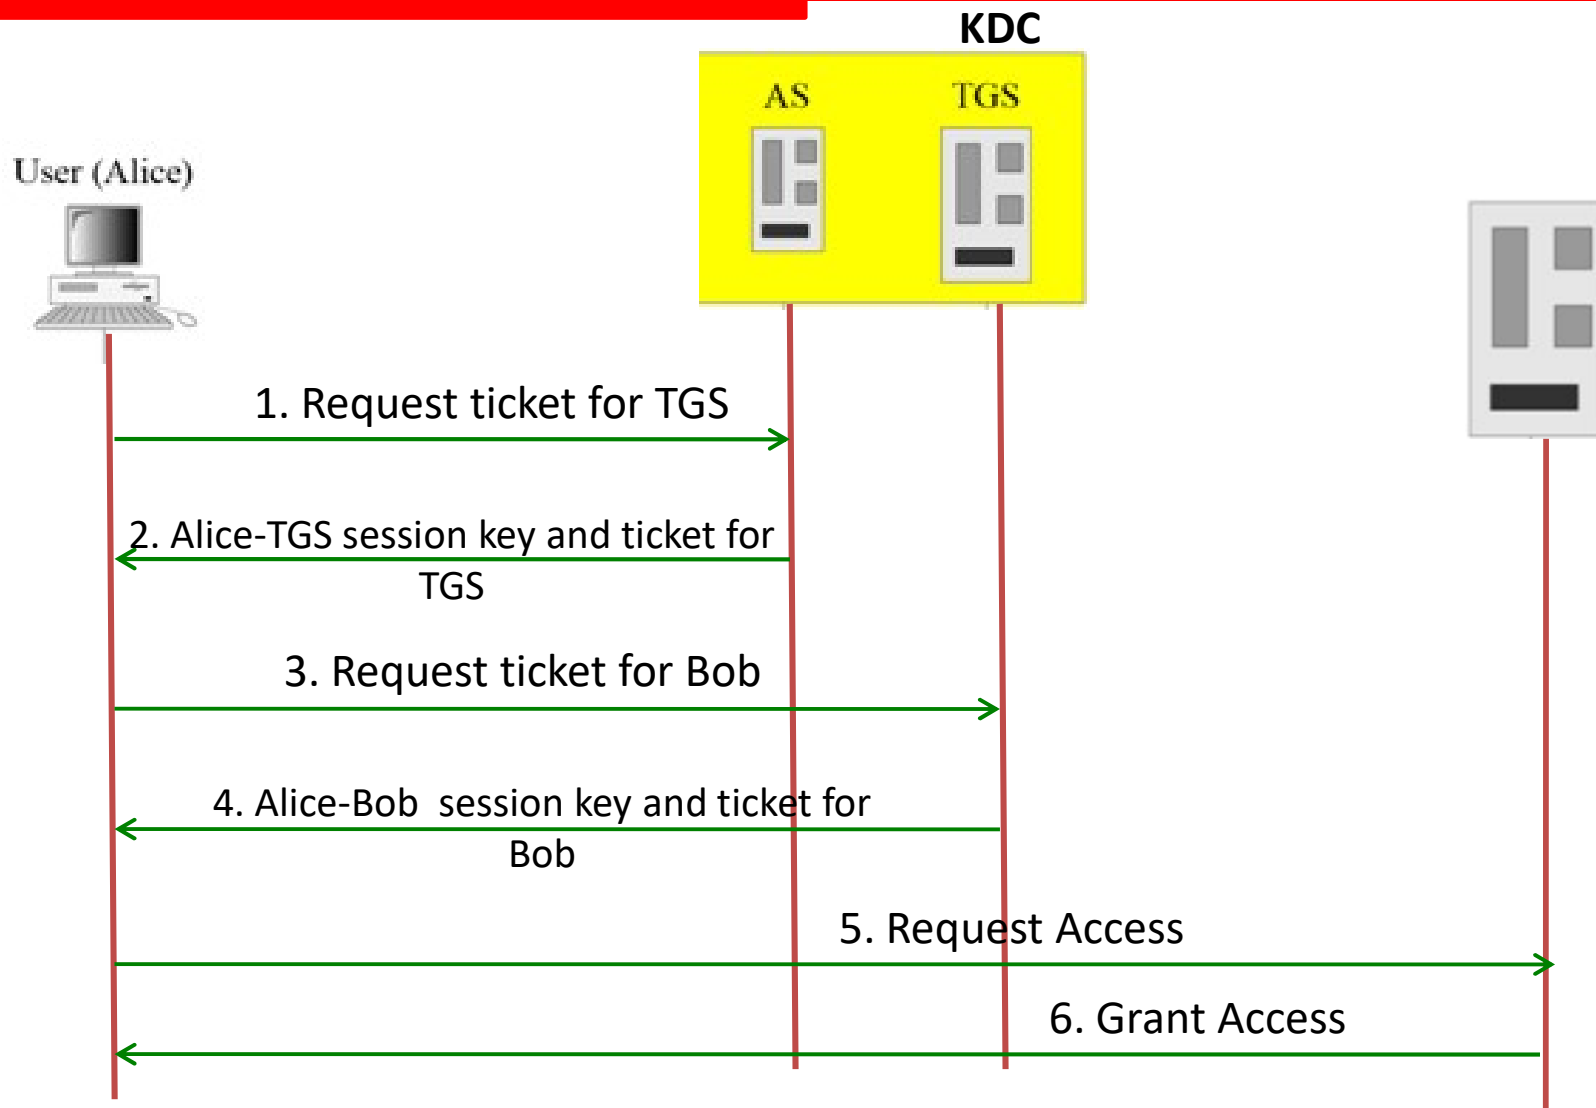 KDC
AS
TGS
User (Alice)
1. Request ticket for TGS
2. Alice-TGS session key and ticket for
TGS
3. Request ticket for Bob
4. Alice-Bob  session key and ticket for
Bob
5. Request Access
6. Grant Access